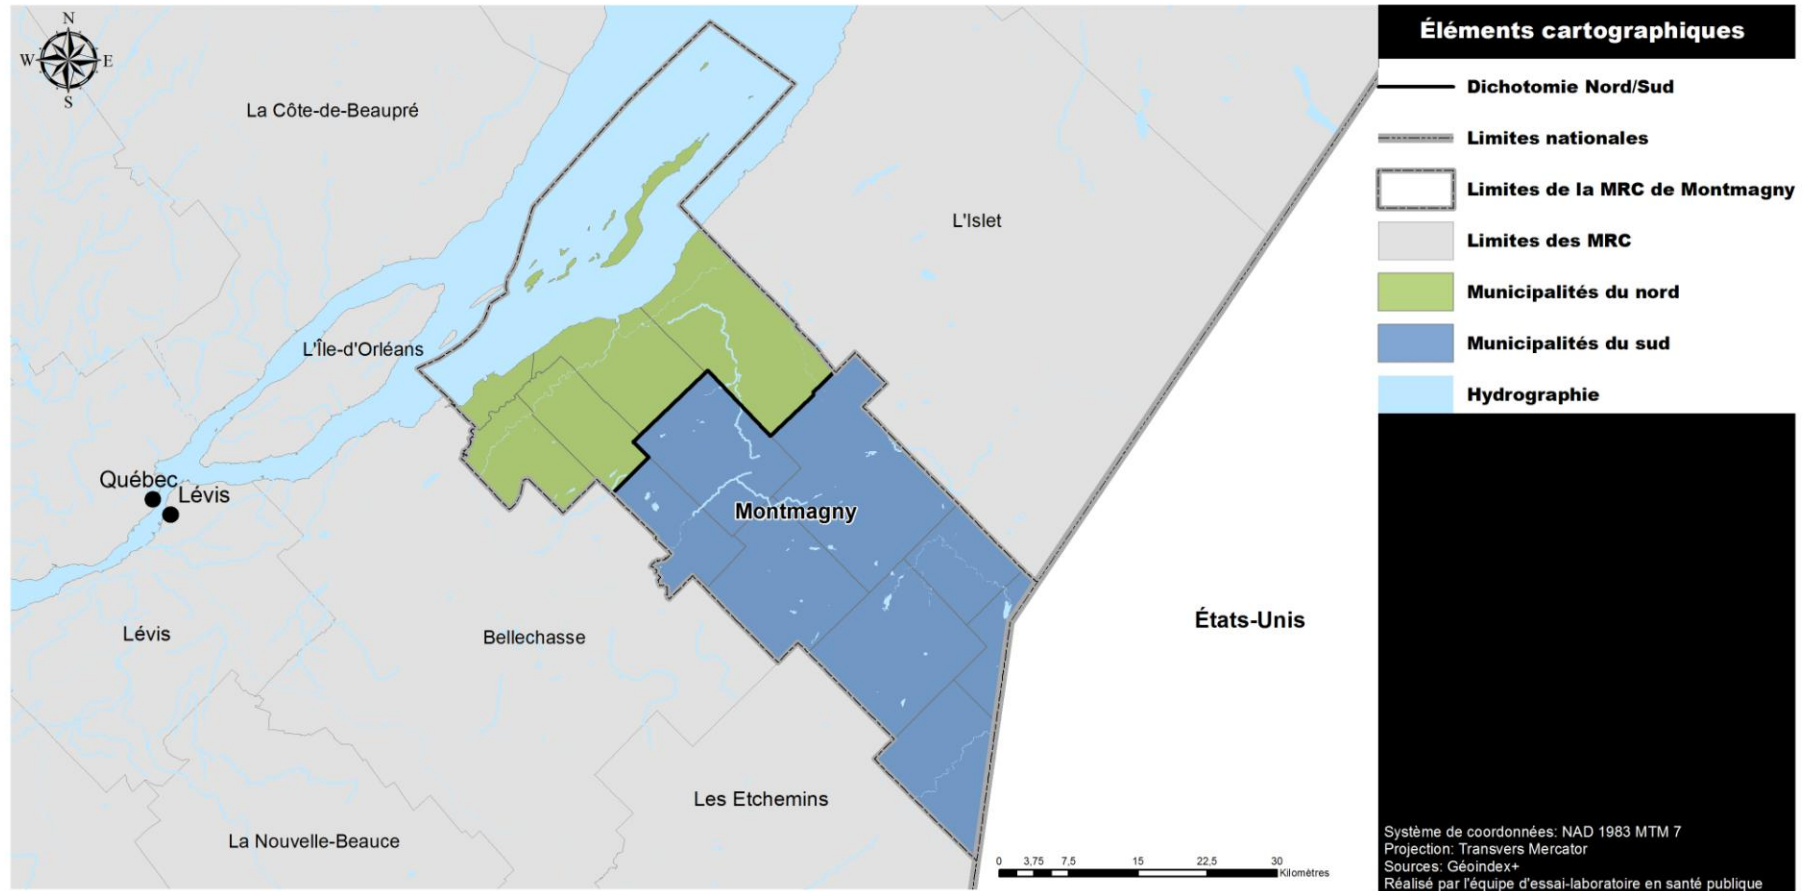 N
W E
S
La Côte-de-Beaupré
L'Islet
L'Île-d'Orléans
Québec
Lévis
Montmagny
États-Unis
Lévis
Bellechasse
Les Etchemins
La Nouvelle-Beauce
0 3,75 7,5 15 22,5 30
Kilomètres
Éléments cartographiques
Dichotomie Nord/Sud
Limites nationales
Limites de la MRC de Montmagny
Limites des MRC
Municipalités du nord
Municipalités du sud
Hydrographie
Système de coordonnées: NAD 1983 MTM 7
Projection: Transvers Mercator
Sources: Géoindex+
Réalisé par l'équipe d'essai-laboratoire en santé publique